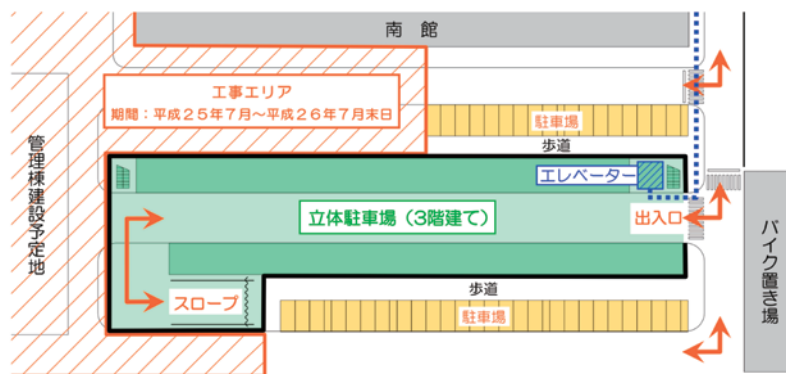 南館
工事エリア
期間：平成25年7月～平成26年7月末日
駐車場
歩道
管理棟建設予定地
エレベーター
立体駐車場（3階建て）
出入口
バイク置き場
スロープ
歩道
駐車場